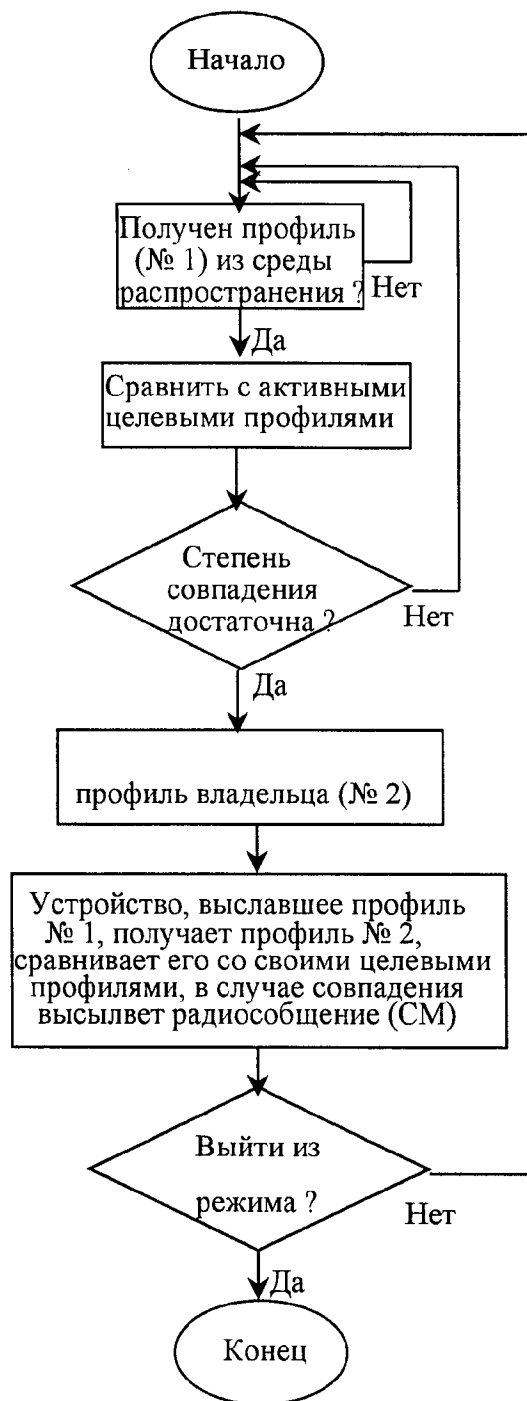 Начало
Получен профиль
(№ 1) из среды
распространения ?
Нет
Да
Сравнить с активными
целевыми профилями
Степень
совпадения
достаточна ?
Нет
Да
профиль владельца (№ 2)
Устройство, выславшее профиль
№ 1, получает профиль № 2,
сравнивает его со своими целевыми
профилями, в случае совпадения
высылвет радиосообщение (СМ)
Выйти из
режима ?
Нет
Да
Конец